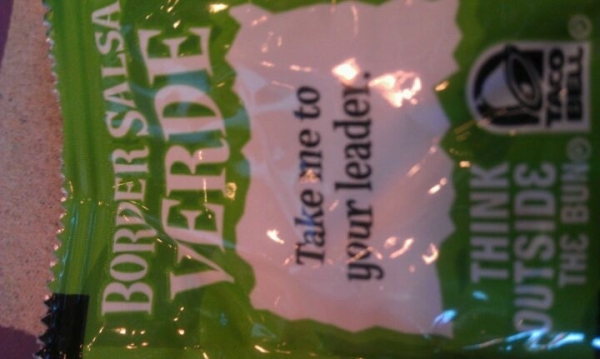 BORDER SALSA
VERDE
Take me to
your leader.
TACO
BELL®
THINK
OUTSIDE
THE BUN®